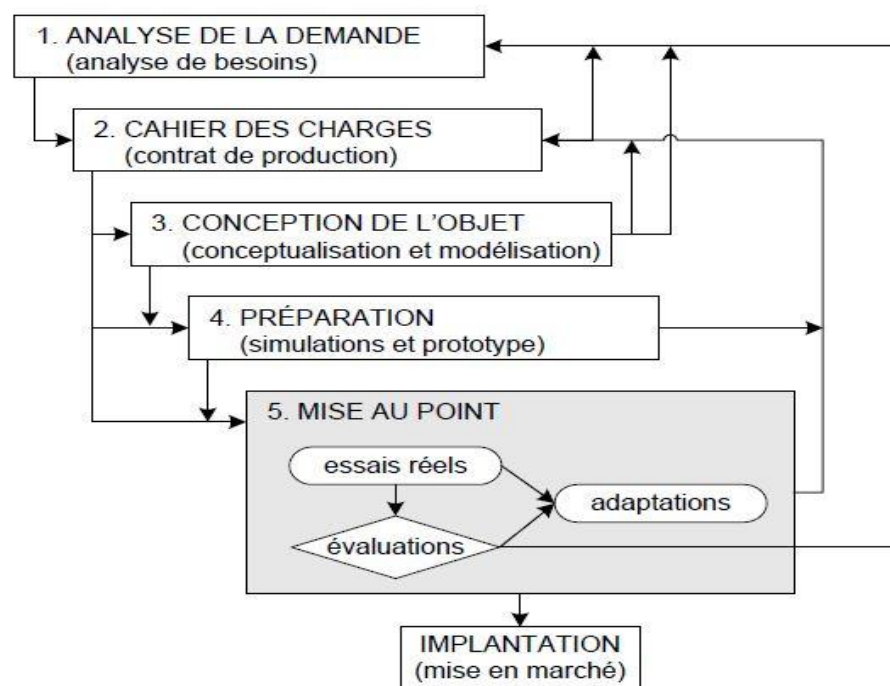 1. ANALYSE DE LA DEMANDE
(analyse de besoins)
2. CAHIER DES CHARGES
(contrat de production)
3. CONCEPTION DE L'OBJET
(conceptualisation et modélisation)
4. PRÉPARATION
(simulations et prototype)
5. MISE AU POINT
essais réels
adaptations
évaluations
IMPLANTATION
(mise en marché)